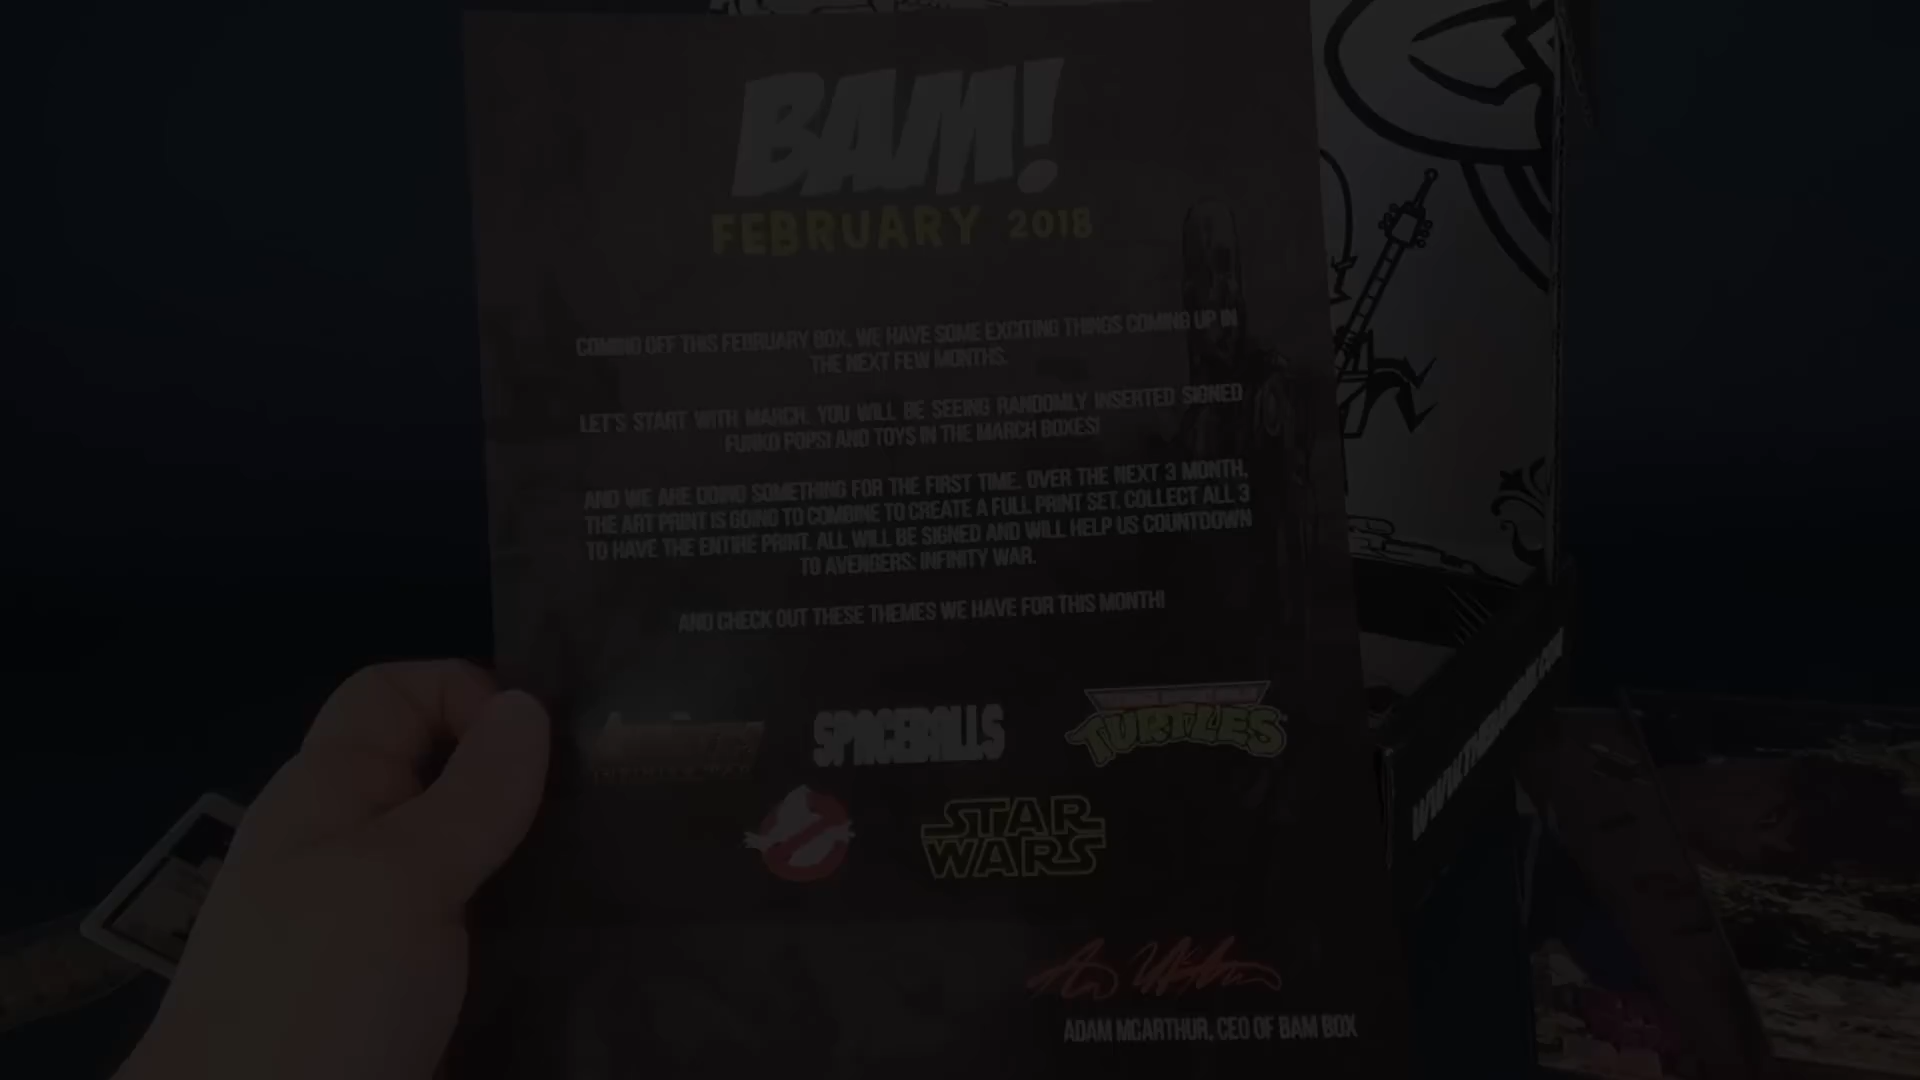 BAM!
FEBRUARY 2018
COMING OFF THIS FEBRUARY BOX, WE HAVE SOME EXCITING THINGS COMING UP IN
THE NEXT FEW MONTHS.
LET'S START WITH MARCH. YOU WILL BE SEEING RANDOMLY INSERTED SIGNED
FUNKO POPS! AND TOYS IN THE MARCH BOXES!
AND WE ARE DOING SOMETHING FOR THE FIRST TIME. OVER THE NEXT 3 MONTH,
THE ART PRINT IS GOING TO COMBINE TO CREATE A FULL PRINT SET. COLLECT ALL 3
TO HAVE THE ENTIRE PRINT. ALL WILL BE SIGNED AND WILL HELP US COUNTDOWN
TO AVENGERS: INFINITY WAR.
AND CHECK OUT THESE THEMES WE HAVE FOR THIS MONTH!
INFINITY WAR
SPACEBALLS
TURTLES
STAR
WARS
ADAM MCARTHUR, CEO OF BAM BOX
WWW.THEBAMBOX.COM